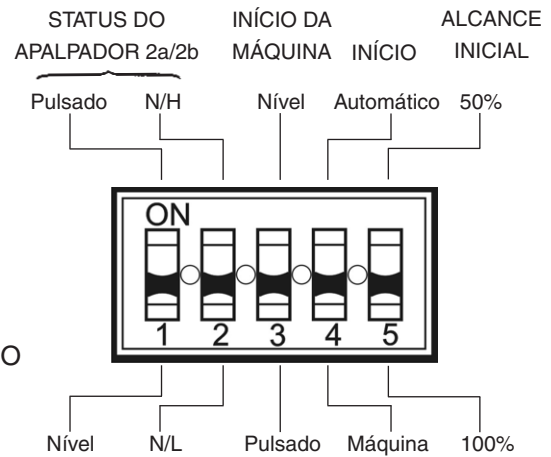 STATUS DO
APALPADOR 2a/2b
INÍCIO DA
MÁQUINA
INÍCIO
ALCANCE
INICIAL
Pulsado N/H Nível Automático 50%
ON
1 2 3 4 5
O
Nível N/L Pulsado Máquina 100%